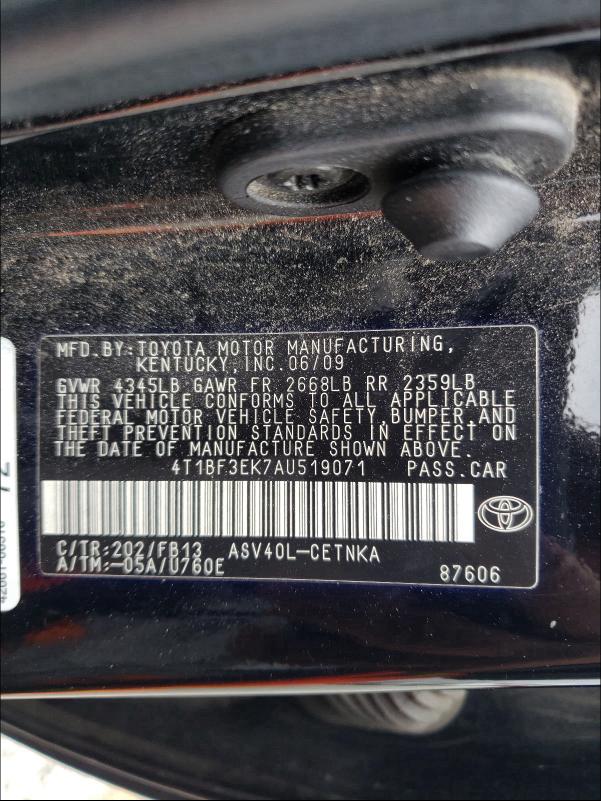 MFD.BY:TOYOTA MOTOR MANUFACTURING,
KENTUCKY,INC.06/09
GVWR 4345LB GAWR FR 2668LB RR 2359LB
THIS VEHICLE CONFORMS TO ALL APPLICABLE
FEDERAL MOTOR VEHICLE SAFETY,BUMPER,AND
THEFT PREVENTION STANDARDS IN EFFECT ON
THE DATE OF MANUFACTURE SHOWN ABOVE.
4T1BF3EK7AU519071 PASS.CAR
C/TR:202/FB13 ASV40L-CETNKA
A/TM:-05A/U760E 87606